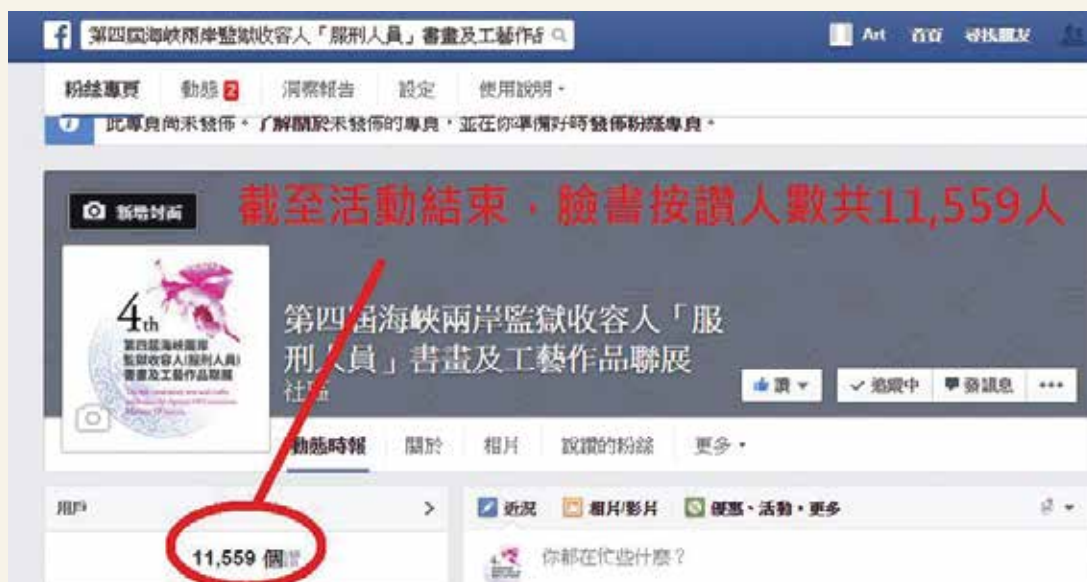 f 第四屆海峽兩岸監獄收容人「服刑人員」書畫及工藝作品
Art 首頁 尋找朋友
粉絲專頁 動態 2 洞察報告 設定 使用說明
此專頁尚未發佈。了解關於未發佈的專頁,並在你準備好時發佈粉絲專頁。
新增封面
截至活動結束,臉書按讚人數共11,559人
4th
第四屆海峽兩岸
監獄收容人(服刑人員)
書畫及工藝作品聯展
第四屆海峽兩岸監獄收容人「服
刑人員」書畫及工藝作品聯展
社區
讚 追蹤中 發訊息
動態時報 關於 相片 說讚的粉絲 更多
用戶
近況 相片/影片 優惠、活動、更多
11,559 個讚
你都在忙些什麼?